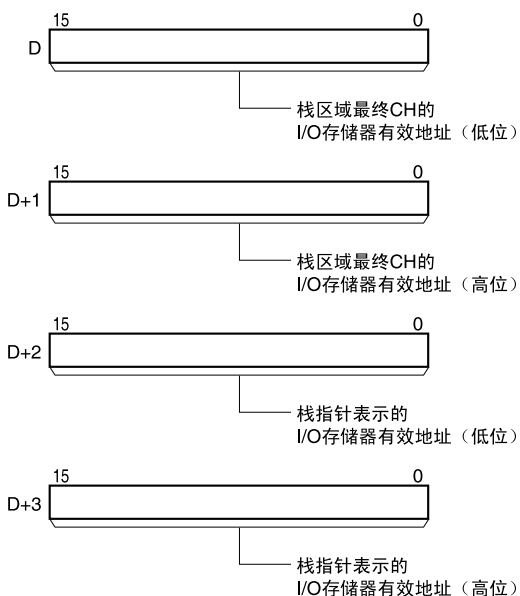 15 0
D
栈区域最终CH的
I/O存储器有效地址（低位）
15 0
D+1
栈区域最终CH的
I/O存储器有效地址（高位）
15 0
D+2
栈指针表示的
I/O存储器有效地址（低位）
15 0
D+3
栈指针表示的
I/O存储器有效地址（高位）